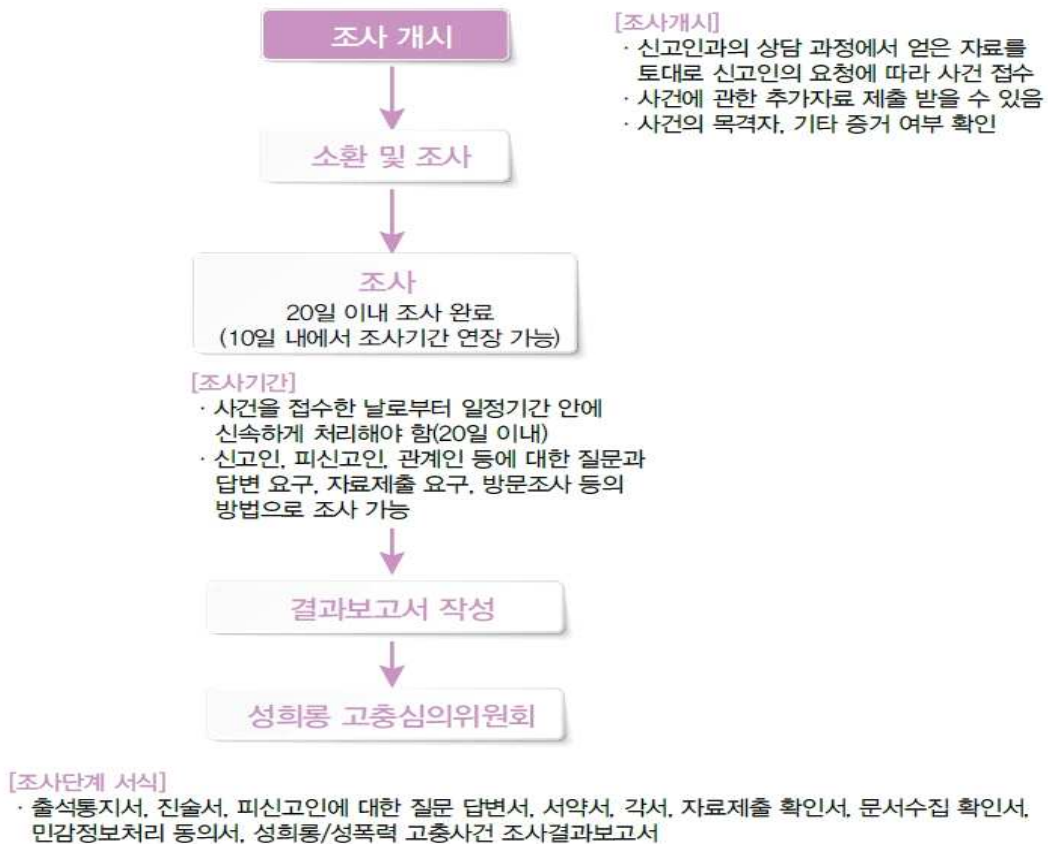 조사 개시
[조사개시]
· 신고인과의 상담 과정에서 얻은 자료를
토대로 신고인의 요청에 따라 사건 접수
· 사건에 관한 추가자료 제출 받을 수 있음
· 사건의 목격자, 기타 증거 여부 확인
소환 및 조사
조사
20일 이내 조사 완료
(10일 내에서 조사기간 연장 가능)
[조사기간]
· 사건을 접수한 날로부터 일정기간 안에
신속하게 처리해야 함(20일 이내)
· 신고인, 피신고인, 관계인 등에 대한 질문과
답변 요구, 자료제출 요구, 방문조사 등의
방법으로 조사 가능
결과보고서 작성
성희롱 고충심의위원회
[조사단계 서식]
· 출석통지서, 진술서, 피신고인에 대한 질문 답변서, 서약서, 각서, 자료제출 확인서, 문서수집 확인서,
민감정보처리 동의서, 성희롱/성폭력 고충사건 조사결과보고서